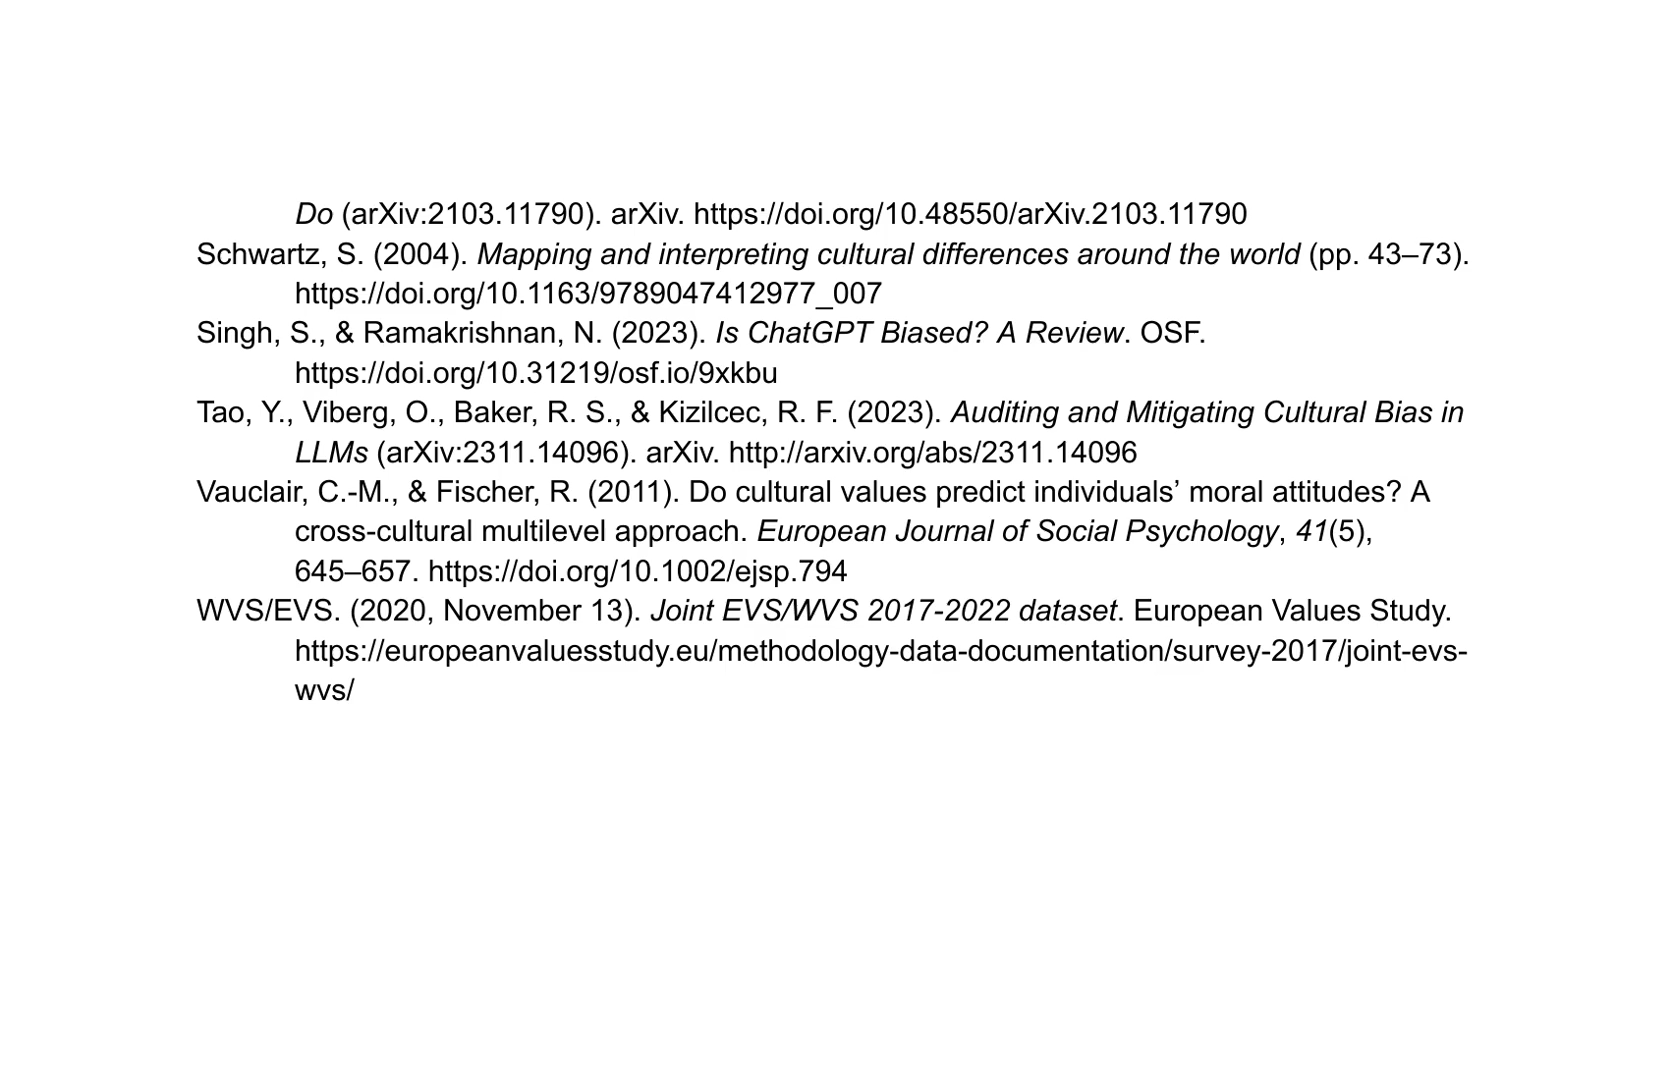 Do (arXiv:2103.11790). arXiv. https://doi.org/10.48550/arXiv.2103.11790
Schwartz, S. (2004). Mapping and interpreting cultural differences around the world (pp. 43–73).
https://doi.org/10.1163/9789047412977_007
Singh, S., & Ramakrishnan, N. (2023). Is ChatGPT Biased? A Review. OSF.
https://doi.org/10.31219/osf.io/9xkbu
Tao, Y., Viberg, O., Baker, R. S., & Kizilcec, R. F. (2023). Auditing and Mitigating Cultural Bias in
LLMs (arXiv:2311.14096). arXiv. http://arxiv.org/abs/2311.14096
Vauclair, C.-M., & Fischer, R. (2011). Do cultural values predict individuals’ moral attitudes? A
cross-cultural multilevel approach. European Journal of Social Psychology, 41(5),
645–657. https://doi.org/10.1002/ejsp.794
WVS/EVS. (2020, November 13). Joint EVS/WVS 2017-2022 dataset. European Values Study.
https://europeanvaluesstudy.eu/methodology-data-documentation/survey-2017/joint-evs-
wvs/